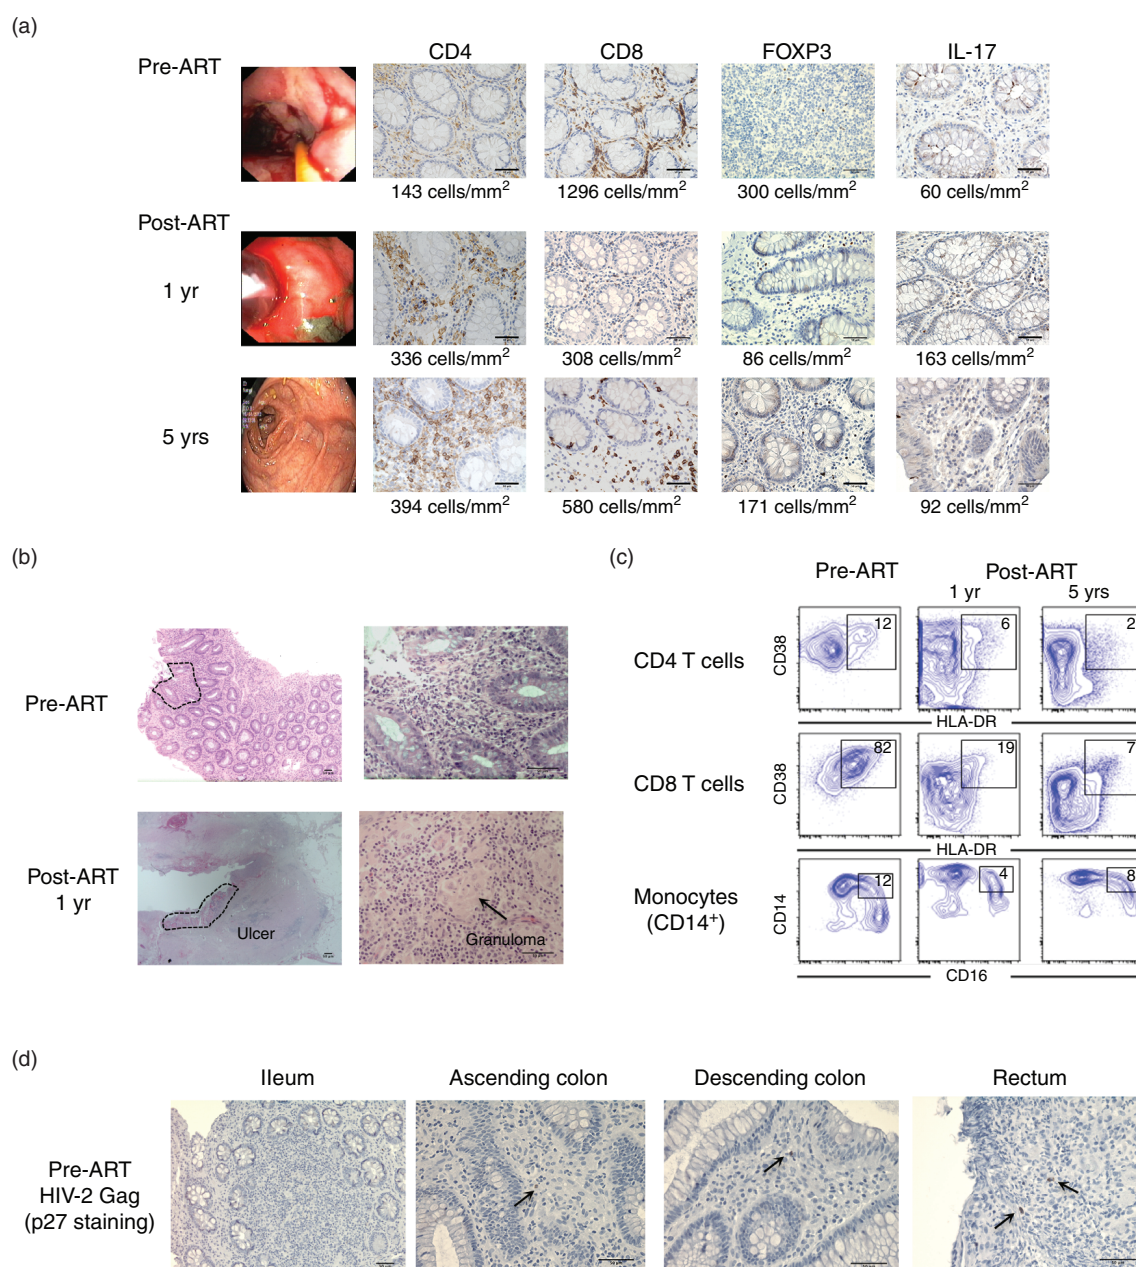 (a)
CD4 CD8 FOXP3 IL-17
Pre-ART
143 cells/mm² 1296 cells/mm² 300 cells/mm² 60 cells/mm²
Post-ART
1 yr
336 cells/mm² 308 cells/mm² 86 cells/mm² 163 cells/mm²
5 yrs
394 cells/mm² 580 cells/mm² 171 cells/mm² 92 cells/mm²
(b)
Pre-ART
Post-ART
1 yr
Ulcer
Granuloma
(c)
Pre-ART Post-ART
1 yr 5 yrs
CD4 T cells
CD38
12 6 2
HLA-DR
CD8 T cells
CD38
82 19 7
HLA-DR
Monocytes
(CD14⁺)
CD14
12 4 8
CD16
(d)
Ileum Ascending colon Descending colon Rectum
Pre-ART
HIV-2 Gag
(p27 staining)